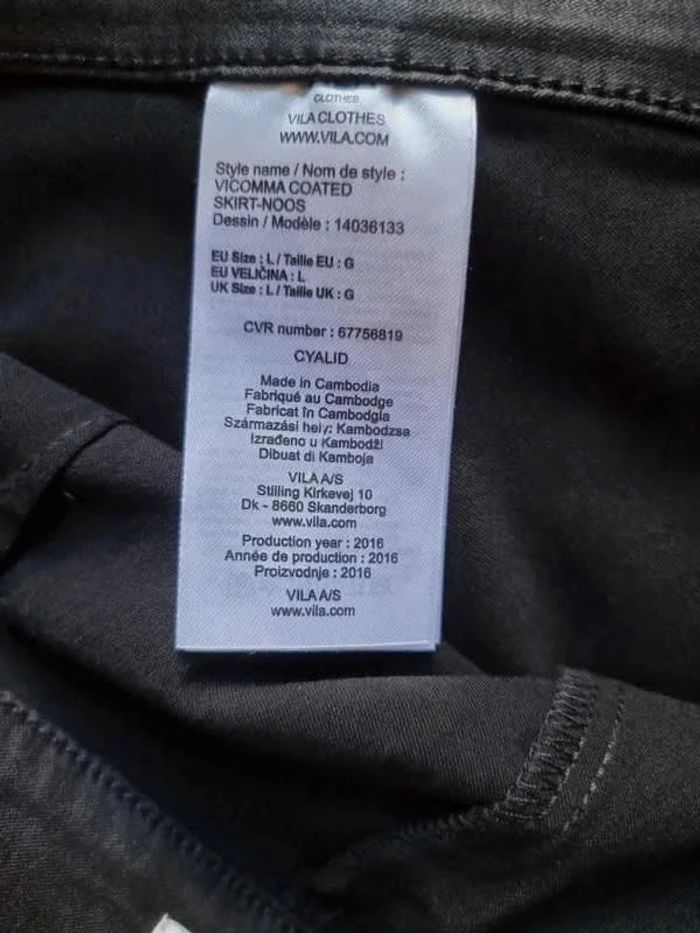 CLOTHES
VILA CLOTHES
WWW.VILA.COM
Style name / Nom de style :
VICOMMA COATED
SKIRT-NOOS
Dessin / Modèle : 14036133
EU Size : L / Taille EU : G
EU VELIČINA : L
UK Size : L / Taille UK : G
CVR number : 67756819
CYALID
Made in Cambodia
Fabriqué au Cambodge
Fabricat în Cambodgia
Származási hely: Kambodzsa
Izrađeno u Kambodži
Dibuat di Kamboja
VILA A/S
Stilling Kirkevej 10
Dk - 8660 Skanderborg
www.vila.com
Production year : 2016
Année de production : 2016
Proizvodnje : 2016
VILA A/S
www.vila.com